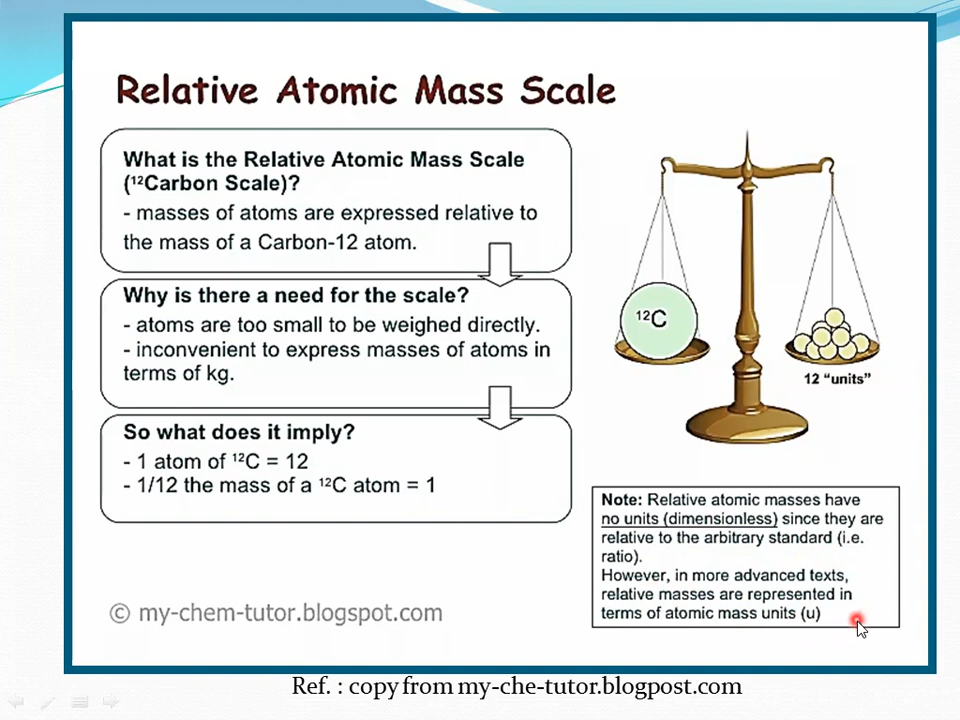 Relative Atomic Mass Scale
What is the Relative Atomic Mass Scale
(¹²Carbon Scale)?
- masses of atoms are expressed relative to
the mass of a Carbon-12 atom.
Why is there a need for the scale?
- atoms are too small to be weighed directly.
- inconvenient to express masses of atoms in
terms of kg.
So what does it imply?
- 1 atom of ¹²C = 12
- 1/12 the mass of a ¹²C atom = 1
¹²C
12 “units”
Note: Relative atomic masses have
no units (dimensionless) since they are
relative to the arbitrary standard (i.e.
ratio).
However, in more advanced texts,
relative masses are represented in
terms of atomic mass units (u)
© my-chem-tutor.blogspot.com
Ref. : copy from my-che-tutor.blogpost.com